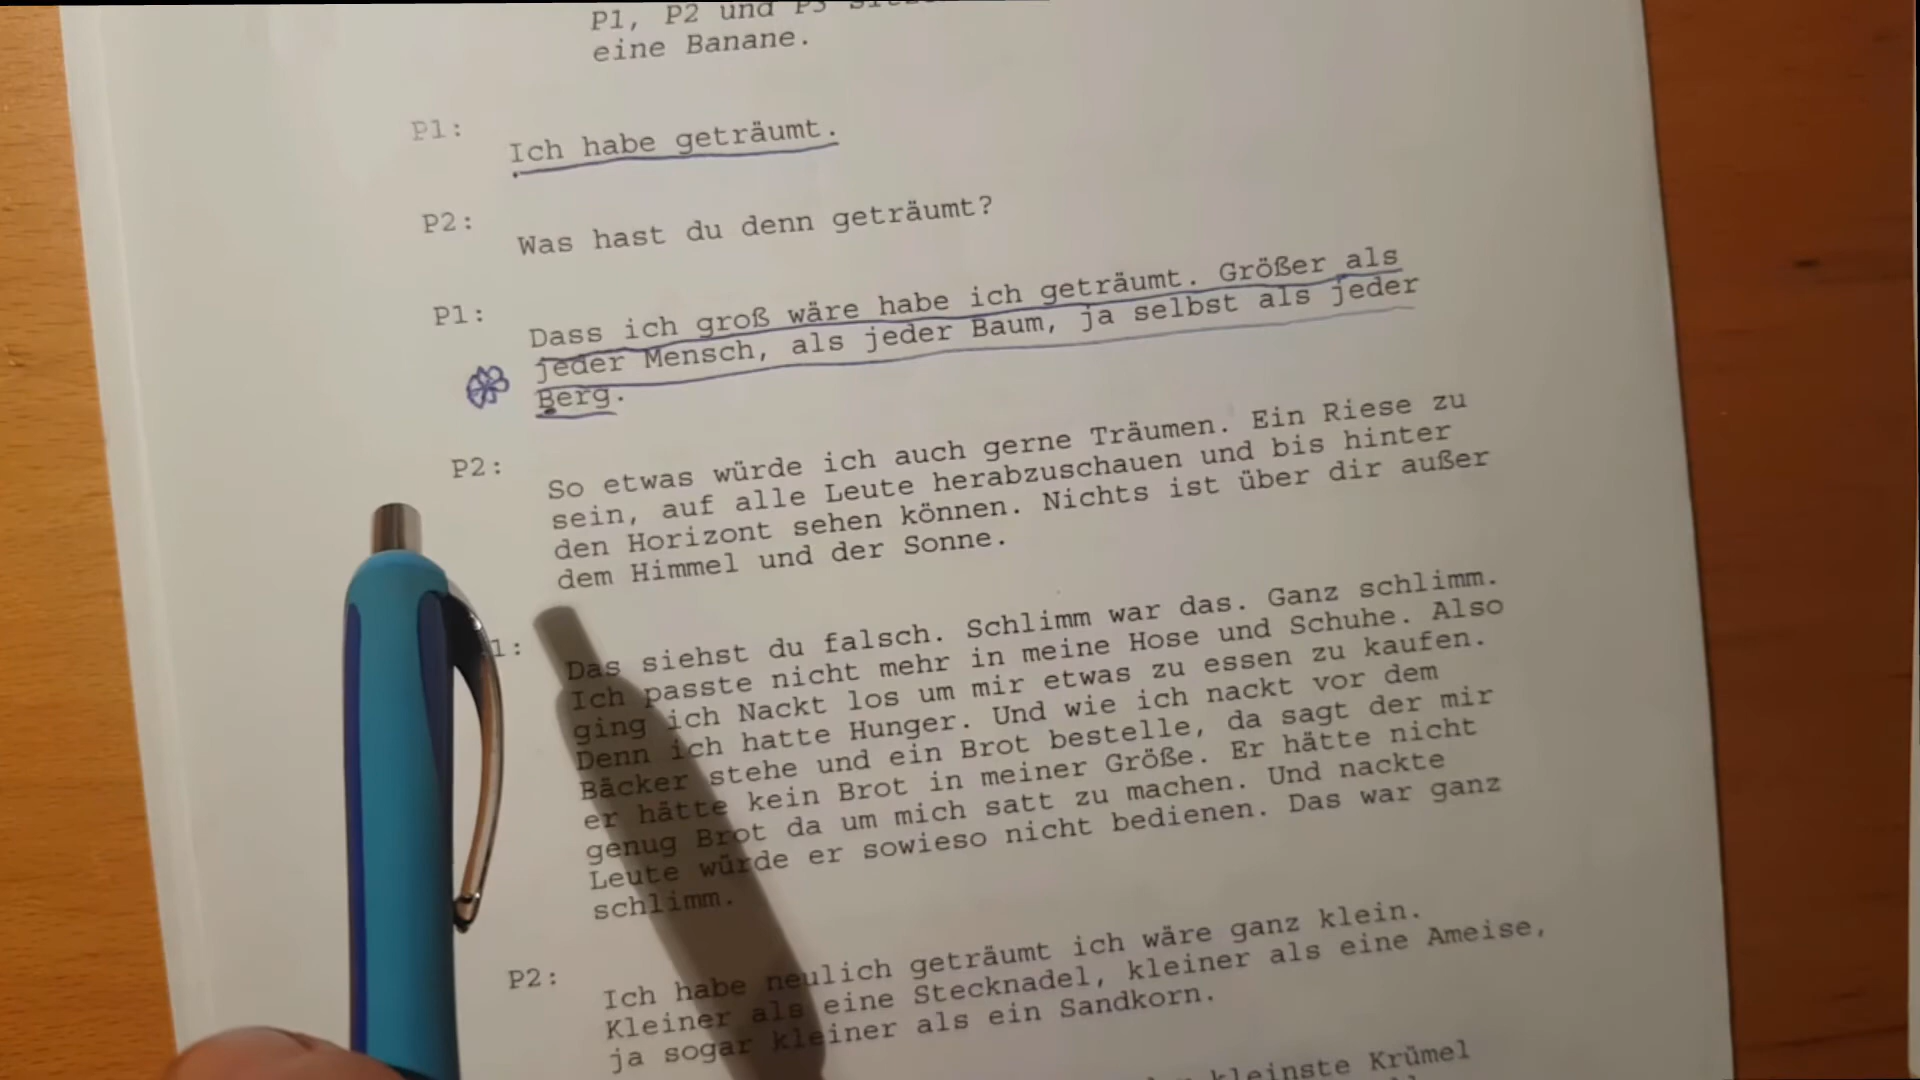 P1, P2 und P3
eine Banane.
P1:
Ich habe geträumt.
P2:
Was hast du denn geträumt?
P1:
Dass ich groß wäre habe ich geträumt. Größer als
jeder Mensch, als jeder Baum, ja selbst als jeder
Berg.
P2:
So etwas würde ich auch gerne Träumen. Ein Riese zu
sein, auf alle Leute herabzuschauen und bis hinter
den Horizont sehen können. Nichts ist über dir außer
dem Himmel und der Sonne.
1:
Das siehst du falsch. Schlimm war das. Ganz schlimm.
Ich passte nicht mehr in meine Hose und Schuhe. Also
ging ich Nackt los um mir etwas zu essen zu kaufen.
Denn ich hatte Hunger. Und wie ich nackt vor dem
Bäcker stehe und ein Brot bestelle, da sagt der mir
er hätte kein Brot in meiner Größe. Er hätte nicht
genug Brot da um mich satt zu machen. Und nackte
Leute würde er sowieso nicht bedienen. Das war ganz
schlimm.
P2:
Ich habe neulich geträumt ich wäre ganz klein.
Kleiner als eine Stecknadel, kleiner als eine Ameise,
ja sogar kleiner als ein Sandkorn.
kleinste Krümel